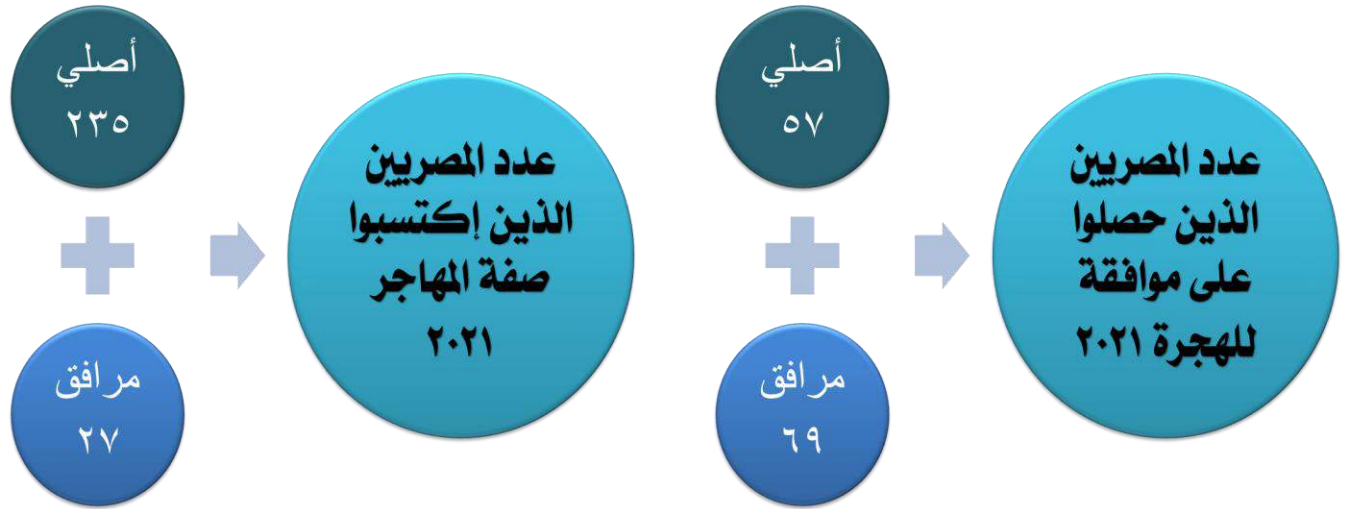 أصلي
٥٧
مرافق
٦٩
عدد المصريين
الذين حصلوا
على موافقة
للهجرة ٢٠٢١
أصلي
٢٣٥
مرافق
٢٧
عدد المصريين
الذين إكتسبوا
صفة المهاجر
٢٠٢١